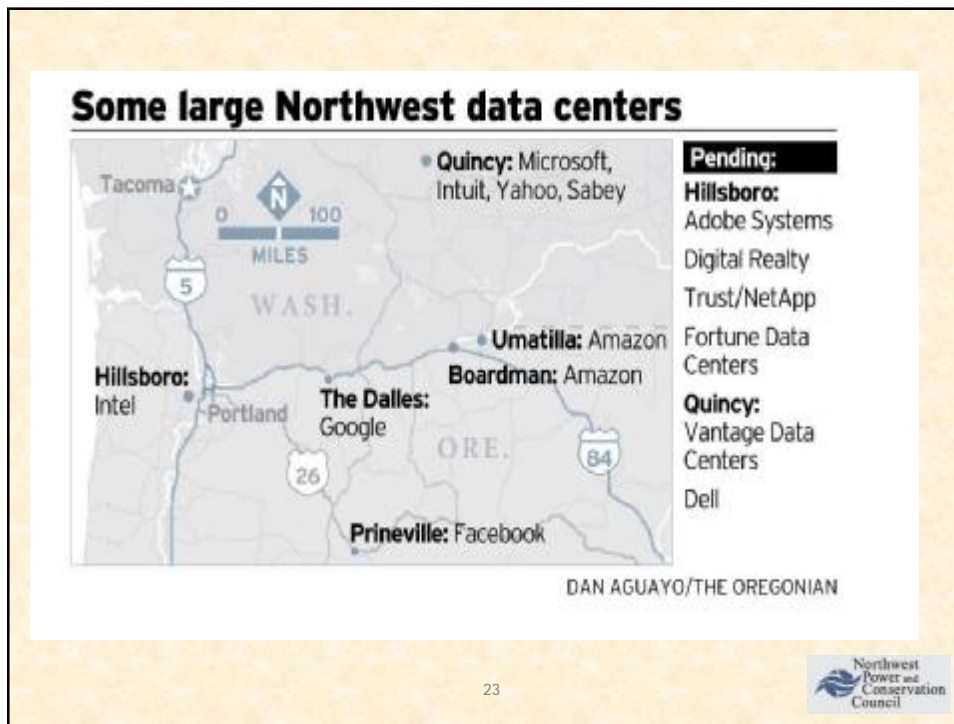 Some large Northwest data centers
Tacoma
N
0 100
MILES
5
WASH.
Quincy: Microsoft,
Intuit, Yahoo, Sabey
Umatilla: Amazon
Boardman: Amazon
Hillsboro:
Intel
Portland
The Dalles:
Google
ORE.
26
84
Prineville: Facebook
Pending:
Hillsboro:
Adobe Systems
Digital Realty
Trust/NetApp
Fortune Data
Centers
Quincy:
Vantage Data
Centers
Dell
DAN AGUAYO/THE OREGONIAN
23
Northwest
Power and
Conservation
Council